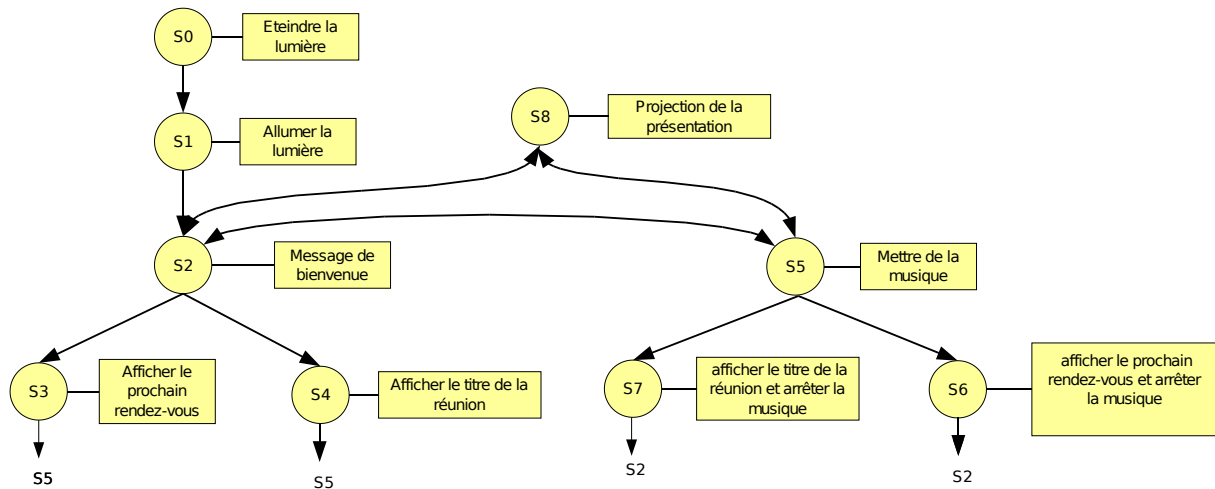 S0
Eteindre la
lumière
S8
Projection de la
présentation
S1
Allumer la
lumière
S2
Message de
bienvenue
S5
Mettre de la
musique
S3
Afficher le
prochain
rendez-vous
S4
Afficher le titre de la
réunion
S7
afficher le titre de la
réunion et arrêter la
musique
S6
afficher le prochain
rendez-vous et arrêter
la musique
S5
S5
S2
S2